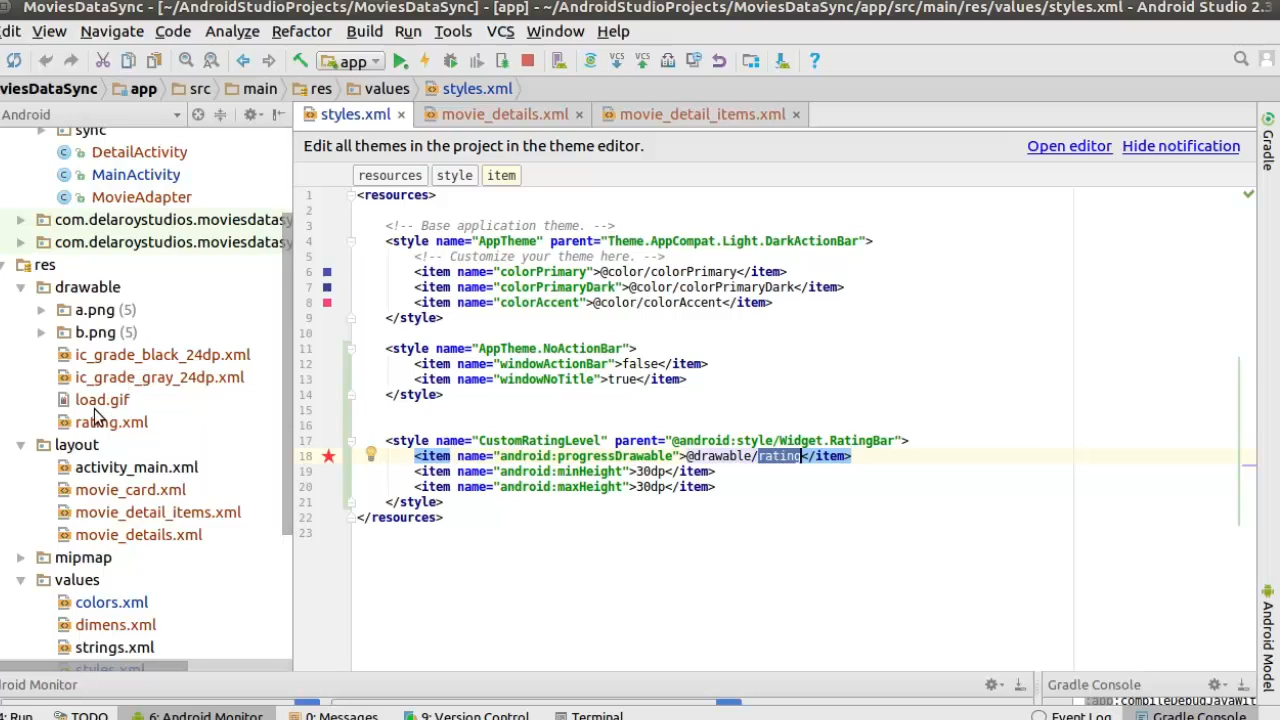 MoviesDataSync - [~/AndroidStudioProjects/MoviesDataSync] - [app] - ~/AndroidStudioProjects/MoviesDataSync/app/src/main/res/values/styles.xml - Android Studio 2.3
dit View Navigate Code Analyze Refactor Build Run Tools VCS Window Help
app VCS VCS ?
viesDataSync app src main res values styles.xml
Android styles.xml movie_details.xml movie_detail_items.xml
sync
DetailActivity
MainActivity
MovieAdapter
com.delaroystudios.moviesdatas
com.delaroystudios.moviesdatas
res
drawable
a.png (5)
b.png (5)
ic_grade_black_24dp.xml
ic_grade_gray_24dp.xml
load.gif
rating.xml
layout
activity_main.xml
movie_card.xml
movie_detail_items.xml
movie_details.xml
mipmap
values
colors.xml
dimens.xml
strings.xml
styles.xml
Edit all themes in the project in the theme editor. Open editor Hide notification
resources style item
1 <resources>
2
3 <!-- Base application theme. -->
4 <style name="AppTheme" parent="Theme.AppCompat.Light.DarkActionBar">
5 <!-- Customize your theme here. -->
6 <item name="colorPrimary">@color/colorPrimary</item>
7 <item name="colorPrimaryDark">@color/colorPrimaryDark</item>
8 <item name="colorAccent">@color/colorAccent</item>
9 </style>
10
11 <style name="AppTheme.NoActionBar">
12 <item name="windowActionBar">false</item>
13 <item name="windowNoTitle">true</item>
14 </style>
15
16
17 <style name="CustomRatingLevel" parent="@android:style/Widget.RatingBar">
18 <item name="android:progressDrawable">@drawable/rating</item>
19 <item name="android:minHeight">30dp</item>
20 <item name="android:maxHeight">30dp</item>
21 </style>
22 </resources>
23
Gradle
Android Model
roid Monitor Gradle Console
:app:compileDebugJavaWit
4: Run TODO 6: Android Monitor 0: Messages 9: Version Control Terminal Event Log Gradle Console